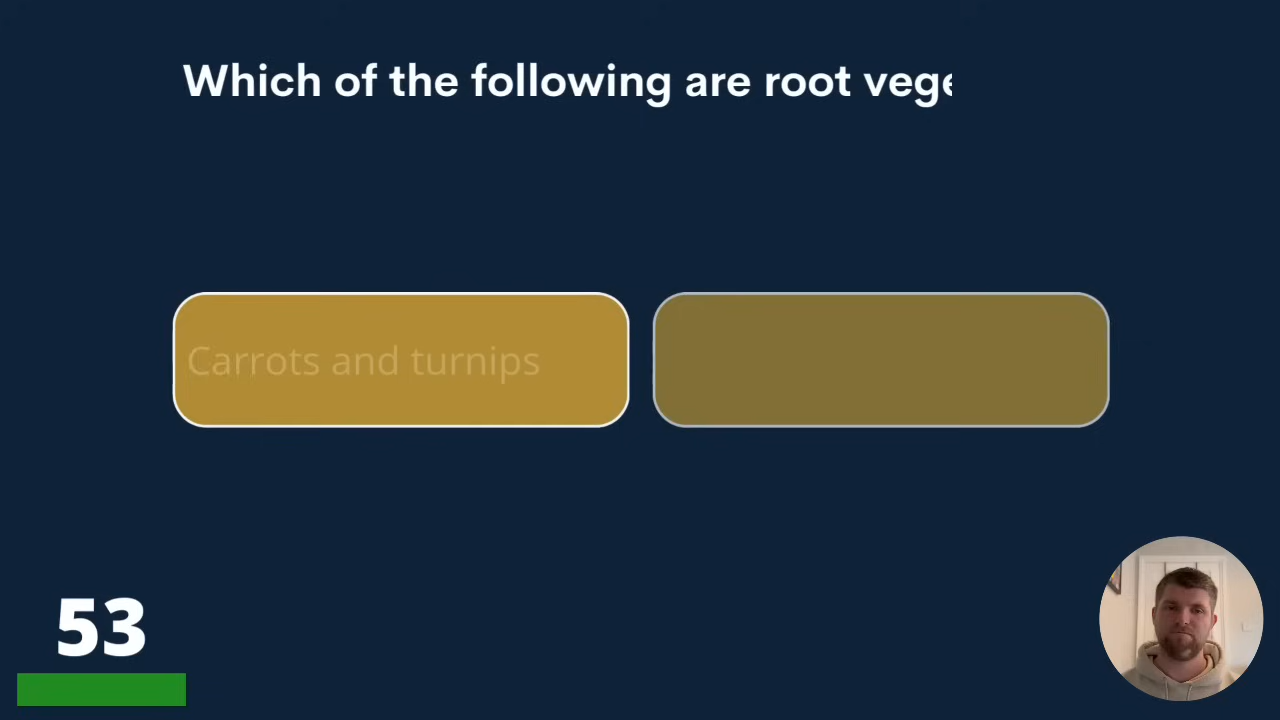 Which of the following are root vege
Carrots and turnips
53